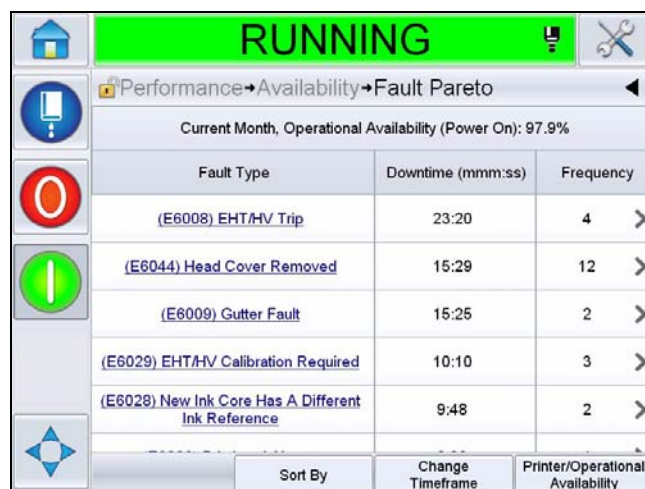 RUNNING
Performance→Availability→Fault Pareto
Current Month, Operational Availability (Power On): 97.9%
Fault Type Downtime (mmm:ss) Frequency
(E6008) EHT/HV Trip 23:20 4
(E6044) Head Cover Removed 15:29 12
(E6009) Gutter Fault 15:25 2
(E6029) EHT/HV Calibration Required 10:10 3
(E6028) New Ink Core Has A Different
Ink Reference 9:48 2
Sort By
Change
Timeframe
Printer/Operational
Availability